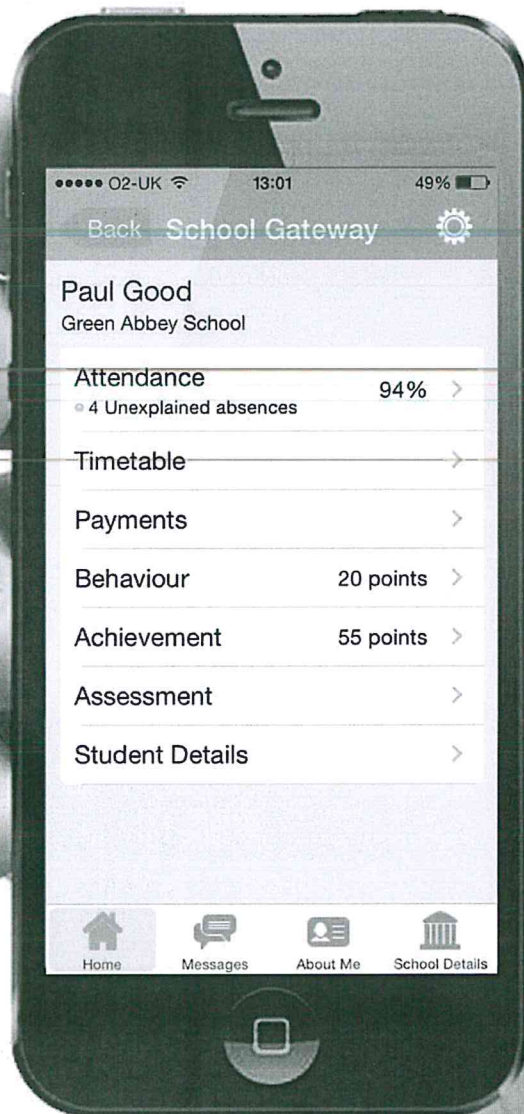 O2-UK 13:01 49%
Back School Gateway
Paul Good
Green Abbey School
Attendance 94%
4 Unexplained absences
Timetable
Payments
Behaviour 20 points
Achievement 55 points
Assessment
Student Details
Home Messages About Me School Details